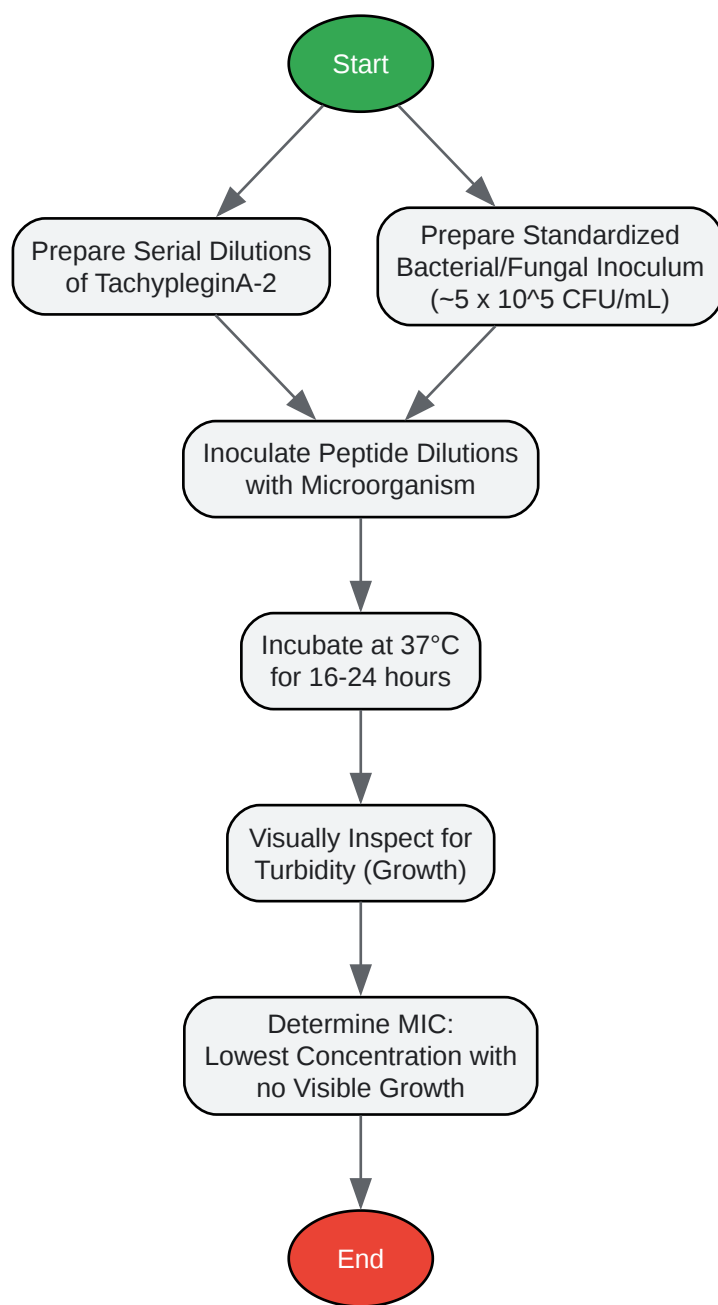 Start
Prepare Serial Dilutions
of TachypleginA-2
Prepare Standardized
Bacterial/Fungal Inoculum
(~5 x 10^5 CFU/mL)
Inoculate Peptide Dilutions
with Microorganism
Incubate at 37°C
for 16-24 hours
Visually Inspect for
Turbidity (Growth)
Determine MIC:
Lowest Concentration with
no Visible Growth
End